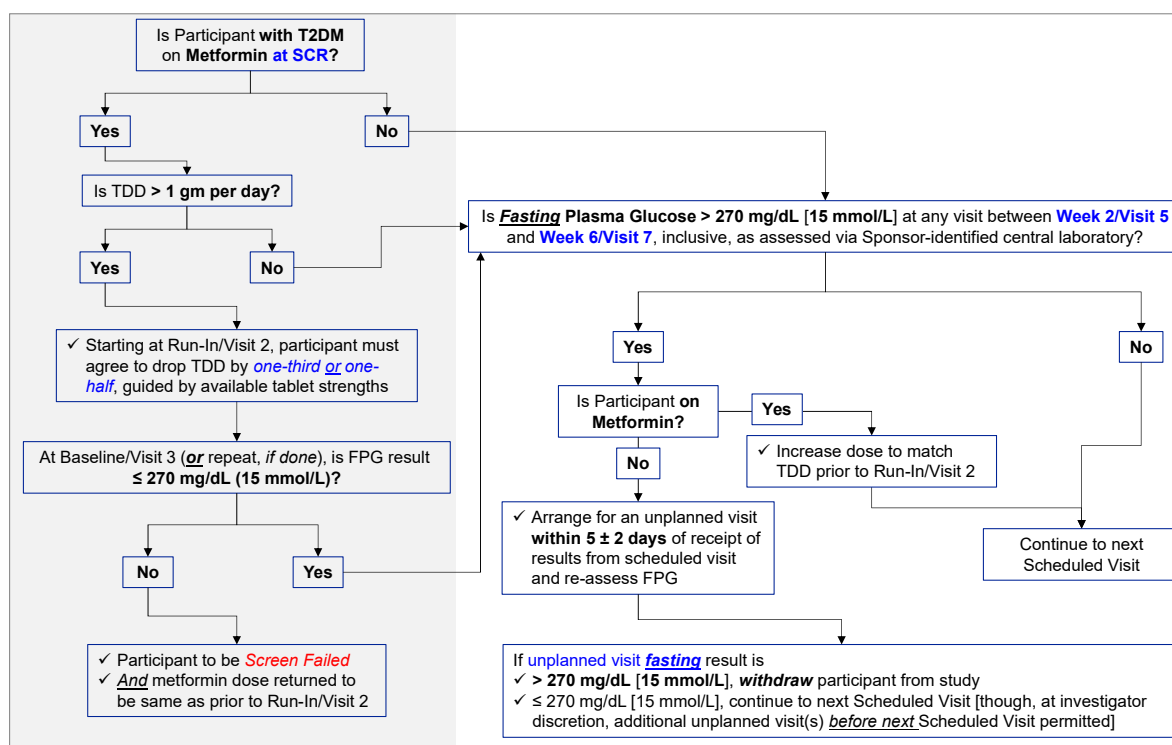 Is Participant with T2DM
on Metformin at SCR?
Yes
No
Is TDD > 1 gm per day?
Yes
No
✓ Starting at Run-In/Visit 2, participant must
agree to drop TDD by one-third or one-
half, guided by available tablet strengths
At Baseline/Visit 3 (or repeat, if done), is FPG result
≤ 270 mg/dL (15 mmol/L)?
No
Yes
✓ Participant to be Screen Failed
✓ And metformin dose returned to
be same as prior to Run-In/Visit 2
Is Fasting Plasma Glucose > 270 mg/dL [15 mmol/L] at any visit between Week 2/Visit 5
and Week 6/Visit 7, inclusive, as assessed via Sponsor-identified central laboratory?
Yes
No
Is Participant on
Metformin?
Yes
No
✓ Increase dose to match
TDD prior to Run-In/Visit 2
✓ Arrange for an unplanned visit
within 5 ± 2 days of receipt of
results from scheduled visit
and re-assess FPG
Continue to next
Scheduled Visit
If unplanned visit fasting result is
✓ > 270 mg/dL [15 mmol/L], withdraw participant from study
✓ ≤ 270 mg/dL [15 mmol/L], continue to next Scheduled Visit [though, at investigator
discretion, additional unplanned visit(s) before next Scheduled Visit permitted]